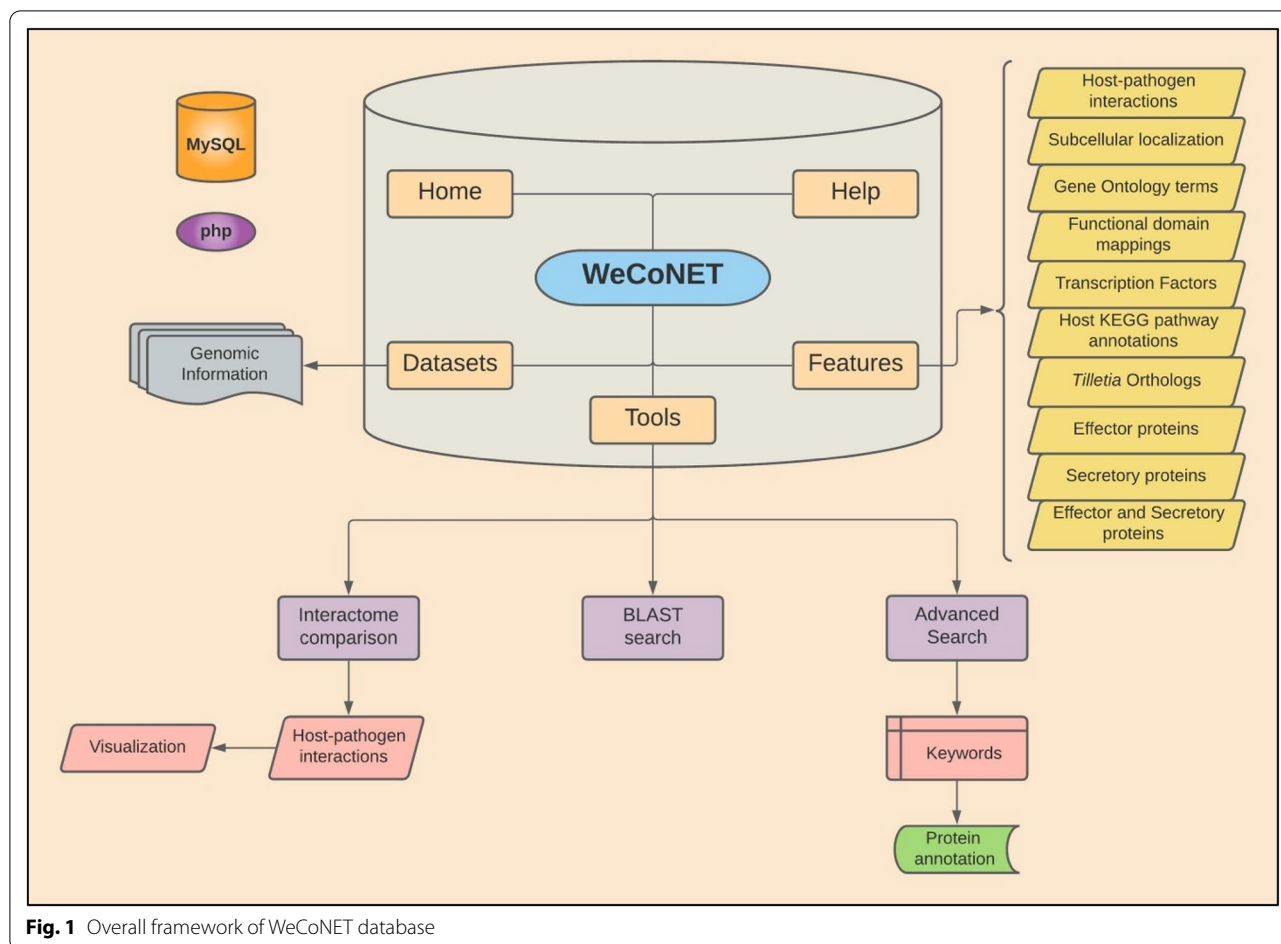 MySQL
php
Home
Help
WeCoNET
Datasets
Features
Tools
Genomic
Information
Host-pathogen
interactions
Subcellular localization
Gene Ontology terms
Functional domain
mappings
Transcription Factors
Host KEGG pathway
annotations
Tilletia Orthologs
Effector proteins
Secretory proteins
Effector and Secretory
proteins
Interactome
comparison
BLAST
search
Advanced
Search
Visualization
Host-pathogen
interactions
Keywords
Protein
annotation
Fig. 1 Overall framework of WeCoNET database